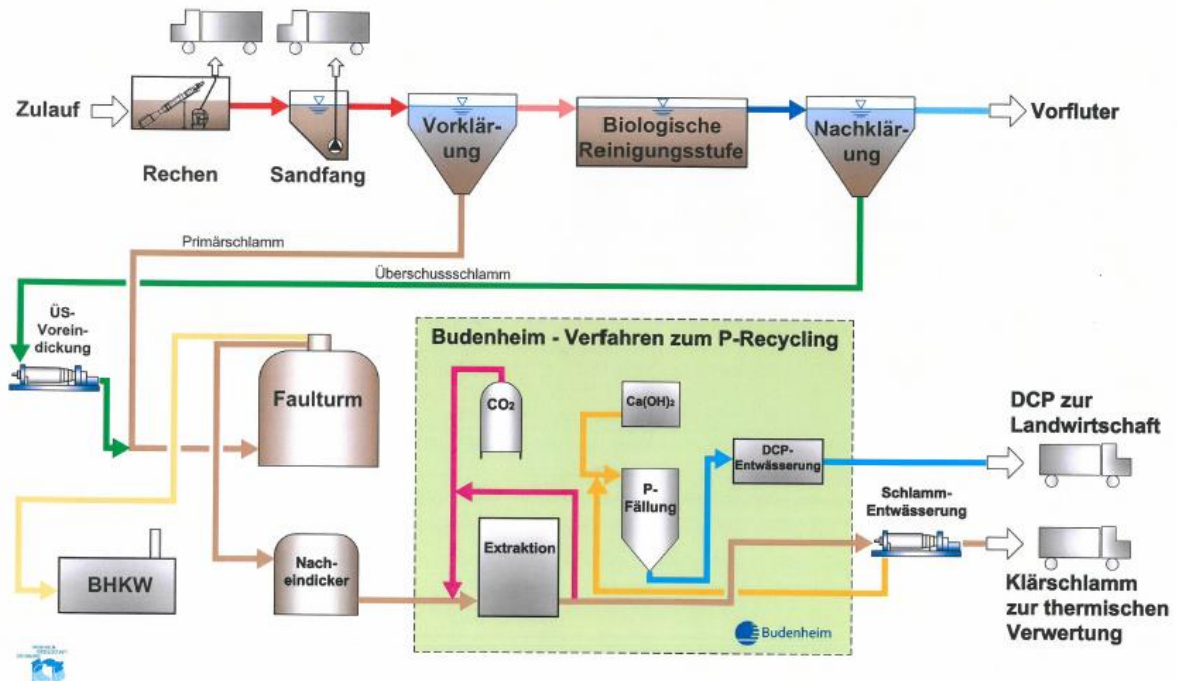 Zulauf
Rechen
Sandfang
Vorklär-
ung
Biologische
Reinigungsstufe
Nachklär-
ung
Vorfluter
Primärschlamm
Überschussschlamm
ÜS-
Vorein-
dickung
Faulturm
BHKW
Nach-
eindicker
Budenheim - Verfahren zum P-Recycling
CO₂
Ca(OH)₂
P-
Fällung
DCP-
Entwässerung
Extraktion
Budenheim
DCP zur
Landwirtschaft
Schlamm-
Entwässerung
Klärschlamm
zur thermischen
Verwertung